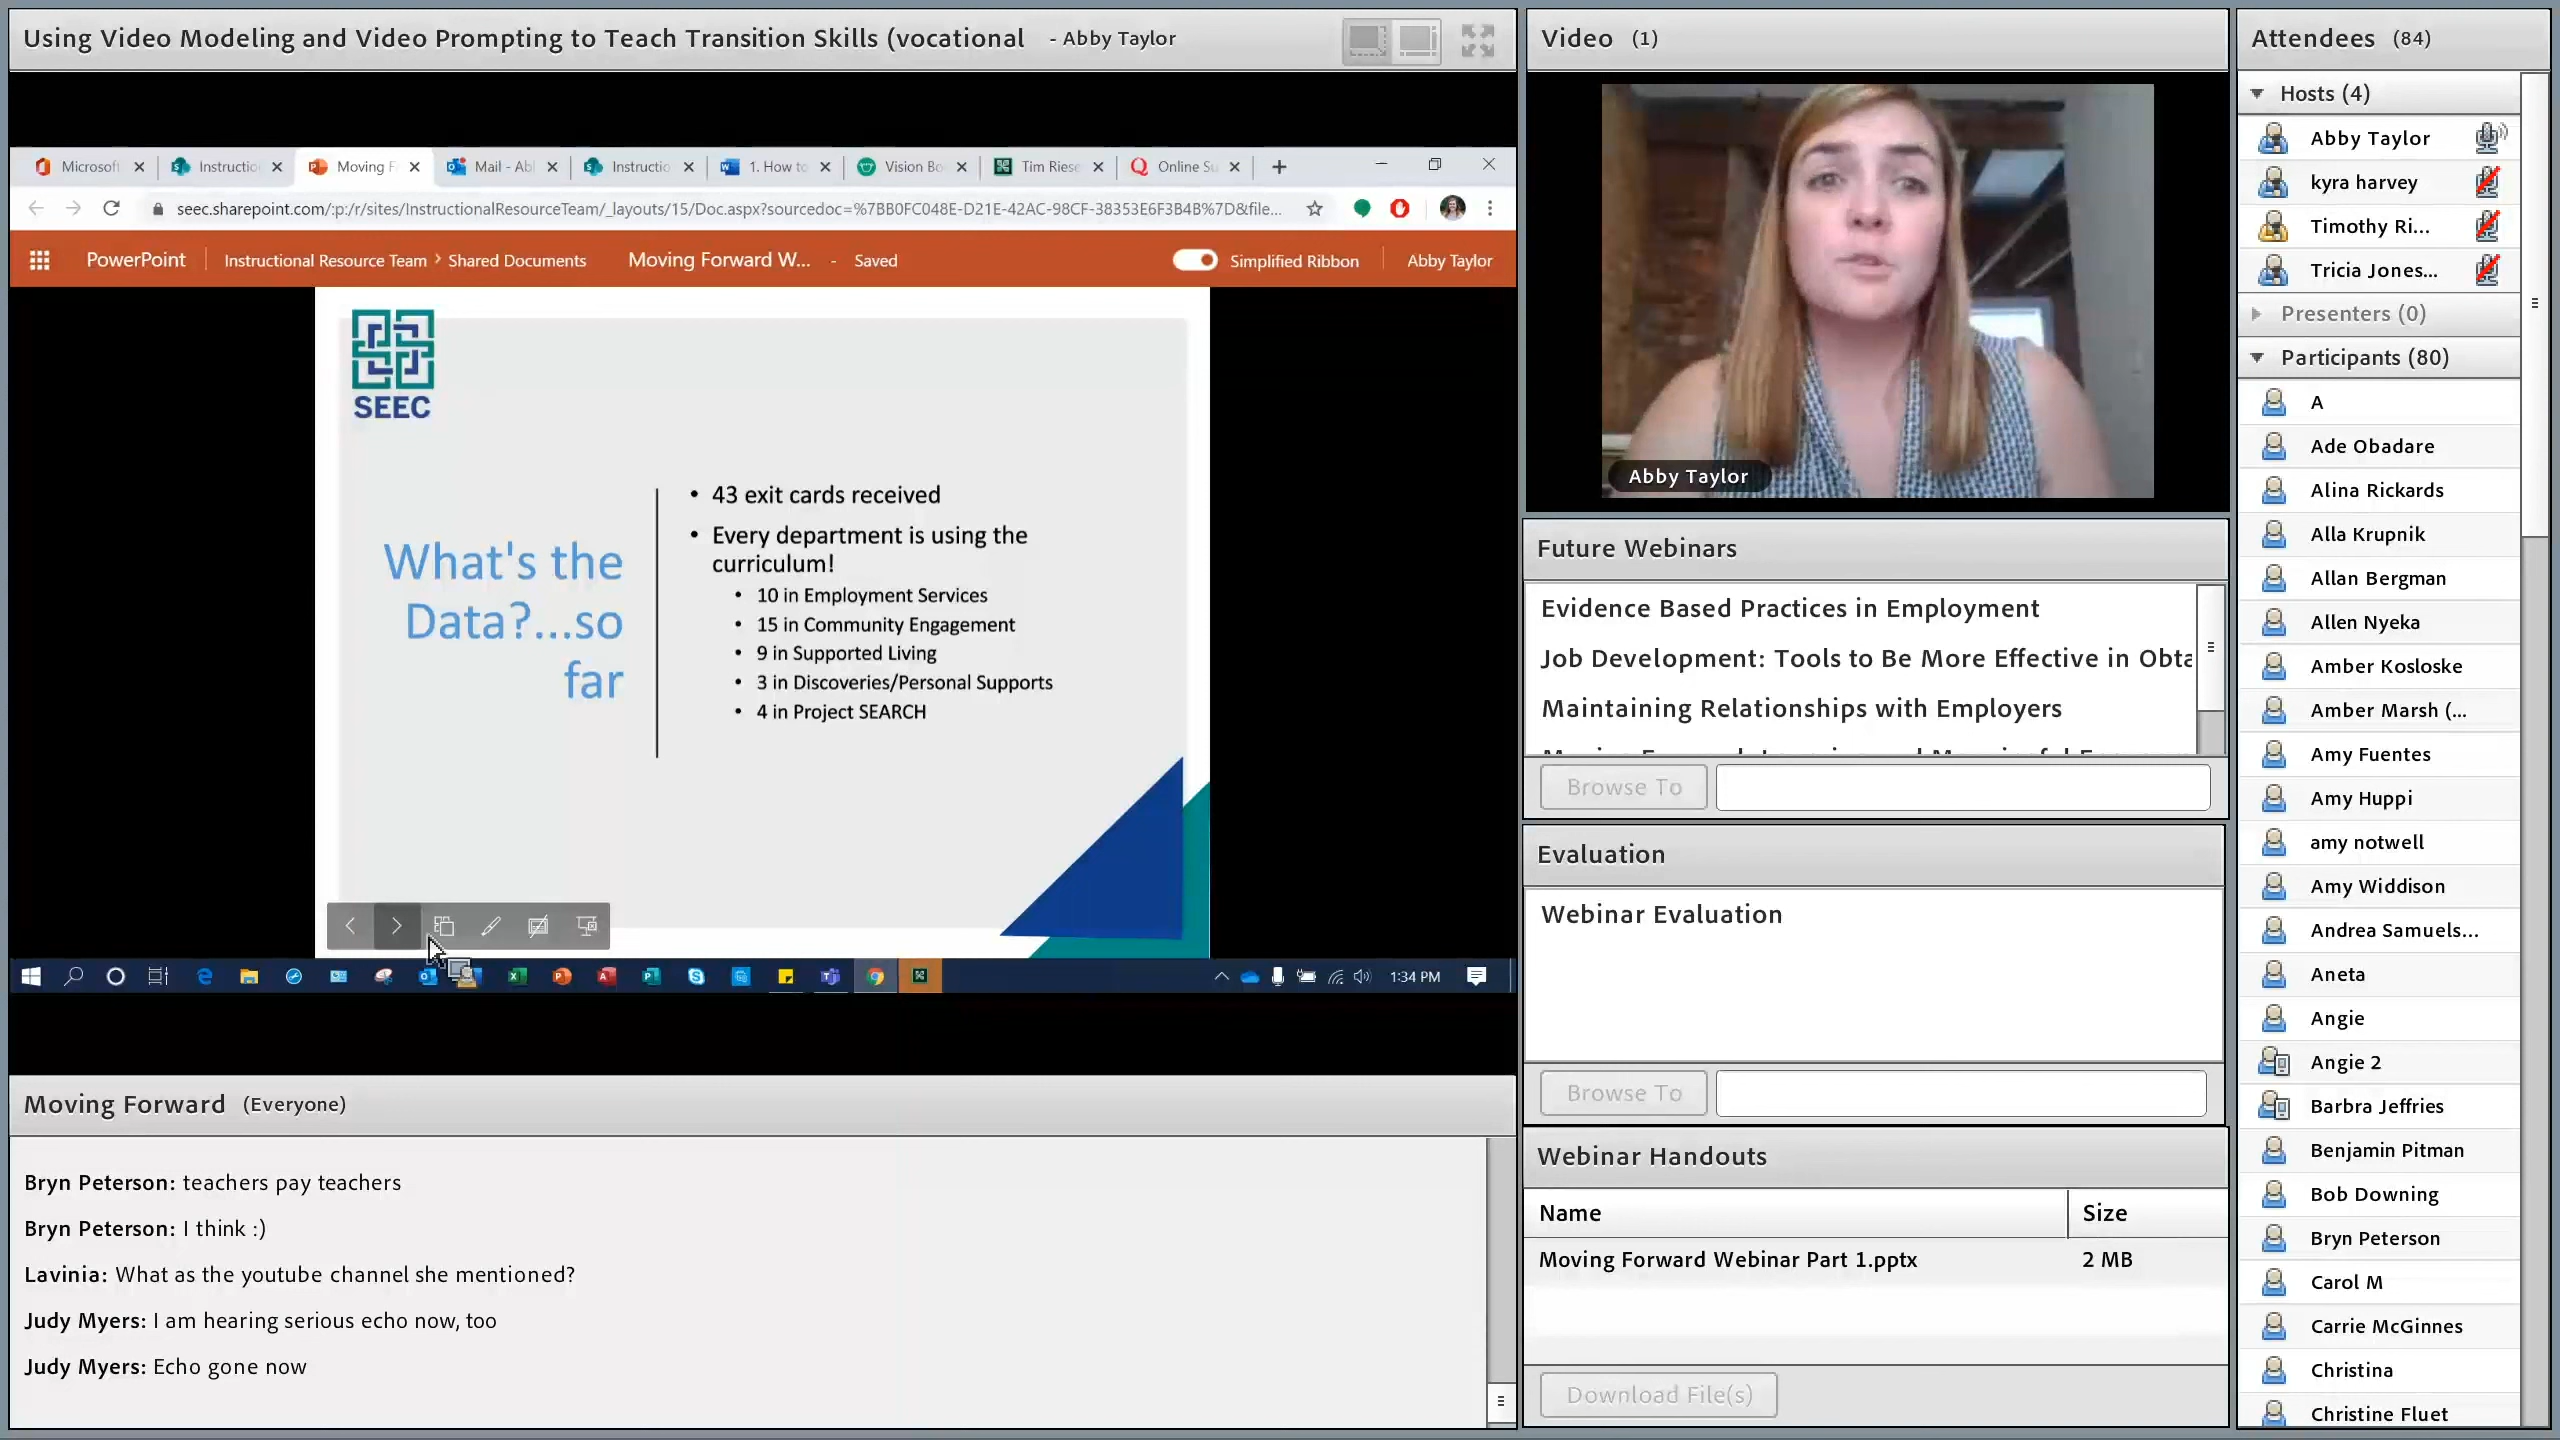 Using Video Modeling and Video Prompting to Teach Transition Skills (vocational - Abby Taylor
Microsoft
Instruction
Moving F
Mail - Abl
Instructio
1. How to
Vision Bo
Tim Riese
Online Su
seec.sharepoint.com/:p:/r/sites/InstructionalResourceTeam/_layouts/15/Doc.aspx?sourcedoc=%7BB0FC048E-D21E-42AC-98CF-38353E6F3B4B%7D&file...
PowerPoint Instructional Resource Team > Shared Documents Moving Forward W... - Saved Simplified Ribbon Abby Taylor
SEEC
What's the
Data?...so
far
• 43 exit cards received
• Every department is using the
curriculum!
• 10 in Employment Services
• 15 in Community Engagement
• 9 in Supported Living
• 3 in Discoveries/Personal Supports
• 4 in Project SEARCH
1:34 PM
Moving Forward (Everyone)
Bryn Peterson: teachers pay teachers
Bryn Peterson: I think :)
Lavinia: What as the youtube channel she mentioned?
Judy Myers: I am hearing serious echo now, too
Judy Myers: Echo gone now
Video (1)
Abby Taylor
Future Webinars
Evidence Based Practices in Employment
Job Development: Tools to Be More Effective in Obta
Maintaining Relationships with Employers
Browse To
Evaluation
Webinar Evaluation
Browse To
Webinar Handouts
Name Size
Moving Forward Webinar Part 1.pptx 2 MB
Download File(s)
Attendees (84)
Hosts (4)
Abby Taylor
kyra harvey
Timothy Ri...
Tricia Jones...
Presenters (0)
Participants (80)
A
Ade Obadare
Alina Rickards
Alla Krupnik
Allan Bergman
Allen Nyeka
Amber Kosloske
Amber Marsh (...
Amy Fuentes
Amy Huppi
amy notwell
Amy Widdison
Andrea Samuels...
Aneta
Angie
Angie 2
Barbra Jeffries
Benjamin Pitman
Bob Downing
Bryn Peterson
Carol M
Carrie McGinnes
Christina
Christine Fluet